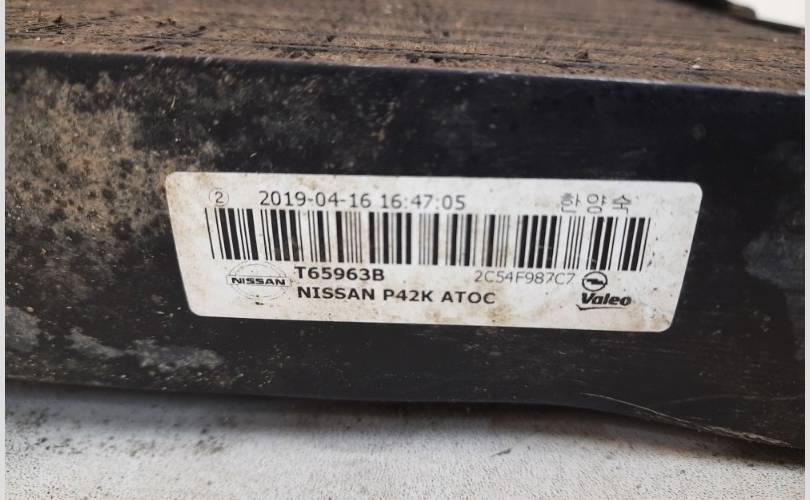 ② 2019-04-16 16:47:05 한양숙
T65963B 2C54F987C7
NISSAN
NISSAN P42K ATOC
Valeo